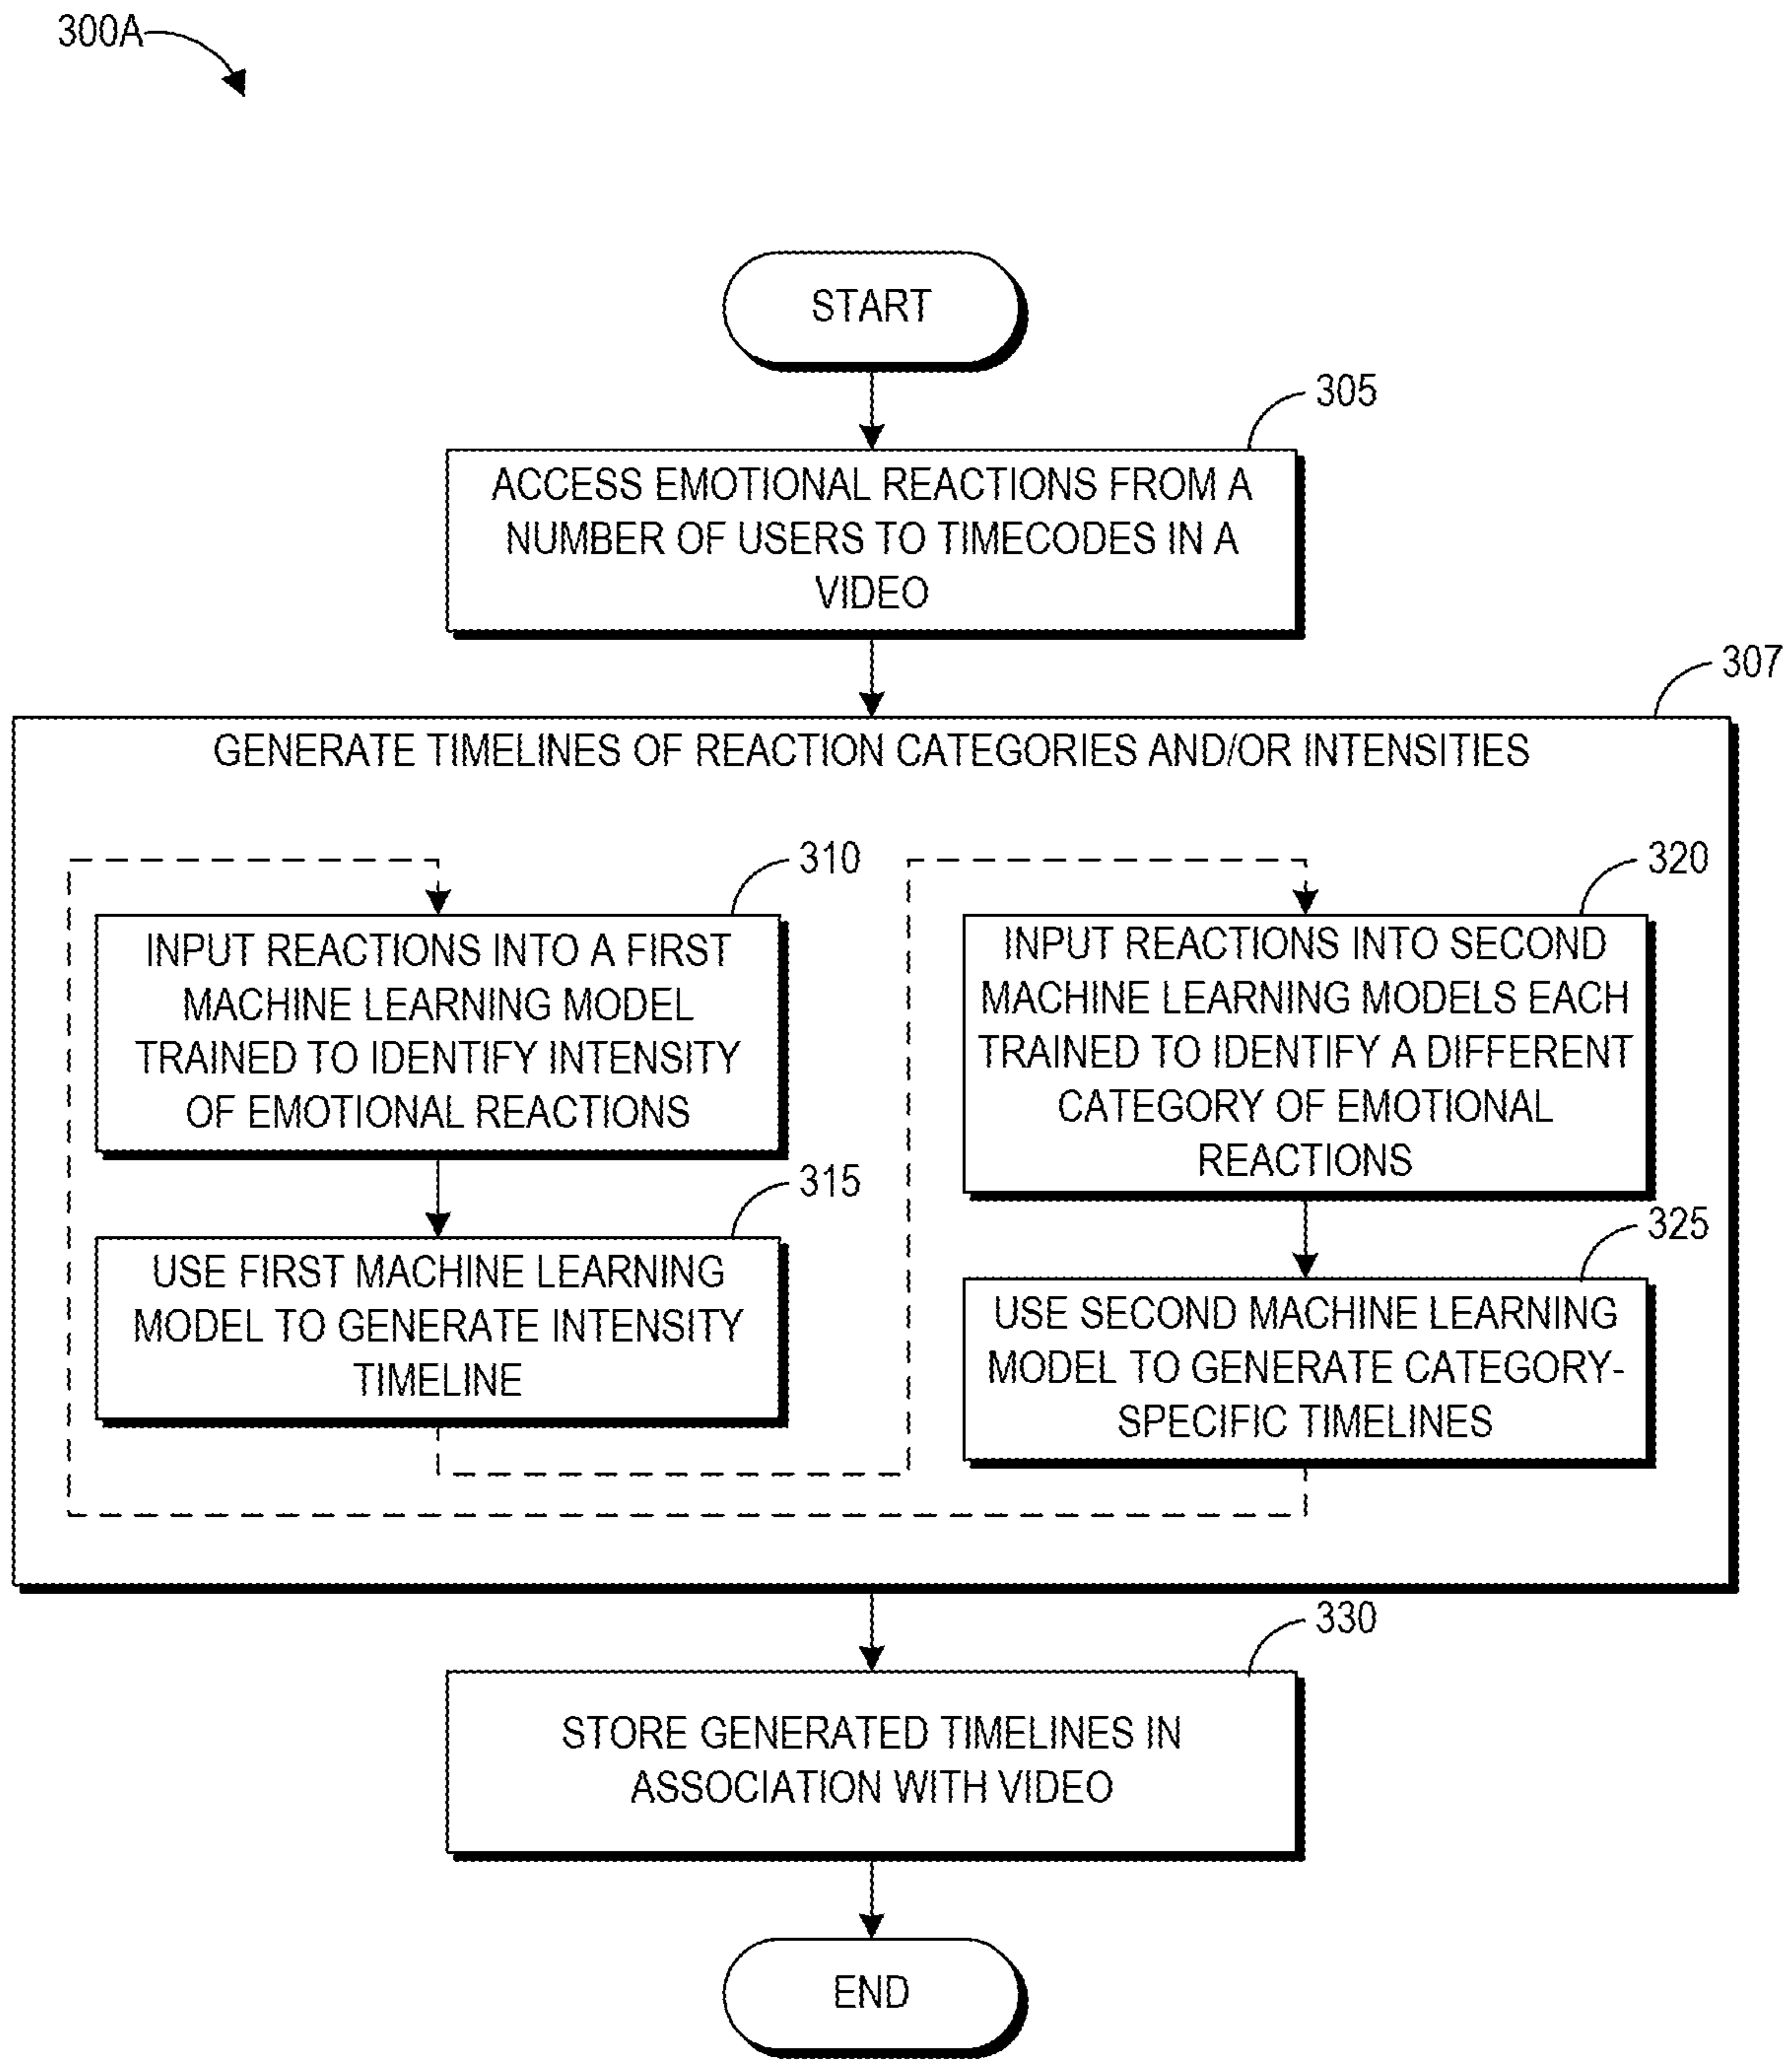 300A
START
305
ACCESS EMOTIONAL REACTIONS FROM A
NUMBER OF USERS TO TIMECODES IN A
VIDEO
307
GENERATE TIMELINES OF REACTION CATEGORIES AND/OR INTENSITIES
310
INPUT REACTIONS INTO A FIRST
MACHINE LEARNING MODEL
TRAINED TO IDENTIFY INTENSITY
OF EMOTIONAL REACTIONS
315
USE FIRST MACHINE LEARNING
MODEL TO GENERATE INTENSITY
TIMELINE
320
INPUT REACTIONS INTO SECOND
MACHINE LEARNING MODELS EACH
TRAINED TO IDENTIFY A DIFFERENT
CATEGORY OF EMOTIONAL
REACTIONS
325
USE SECOND MACHINE LEARNING
MODEL TO GENERATE CATEGORY-
SPECIFIC TIMELINES
330
STORE GENERATED TIMELINES IN
ASSOCIATION WITH VIDEO
END